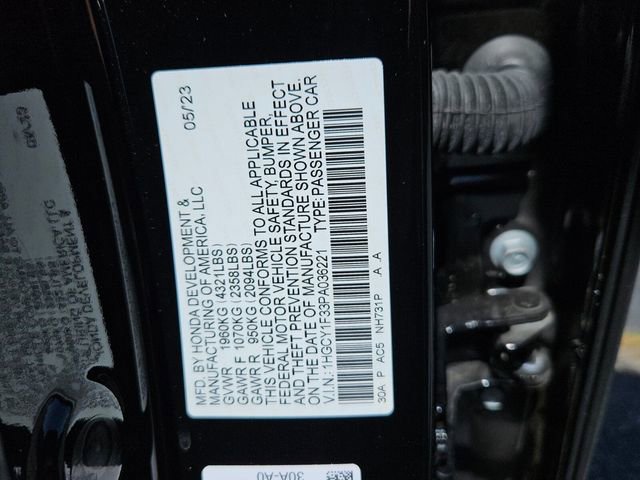 MFD. BY HONDA DEVELOPMENT & 05/23
MANUFACTURING OF AMERICA, LLC
GVWR 1960KG (4321LBS)
GAWR F 1070KG (2358LBS)
GAWR R 950KG (2094LBS)
THIS VEHICLE CONFORMS TO ALL APPLICABLE
FEDERAL MOTOR VEHICLE SAFETY, BUMPER,
AND THEFT PREVENTION STANDARDS IN EFFECT
ON THE DATE OF MANUFACTURE SHOWN ABOVE.
V.I.N.: 1HGCY1F33PA036221 TYPE: PASSENGER CAR
30A P AC5 NH731P A A
30A-A0